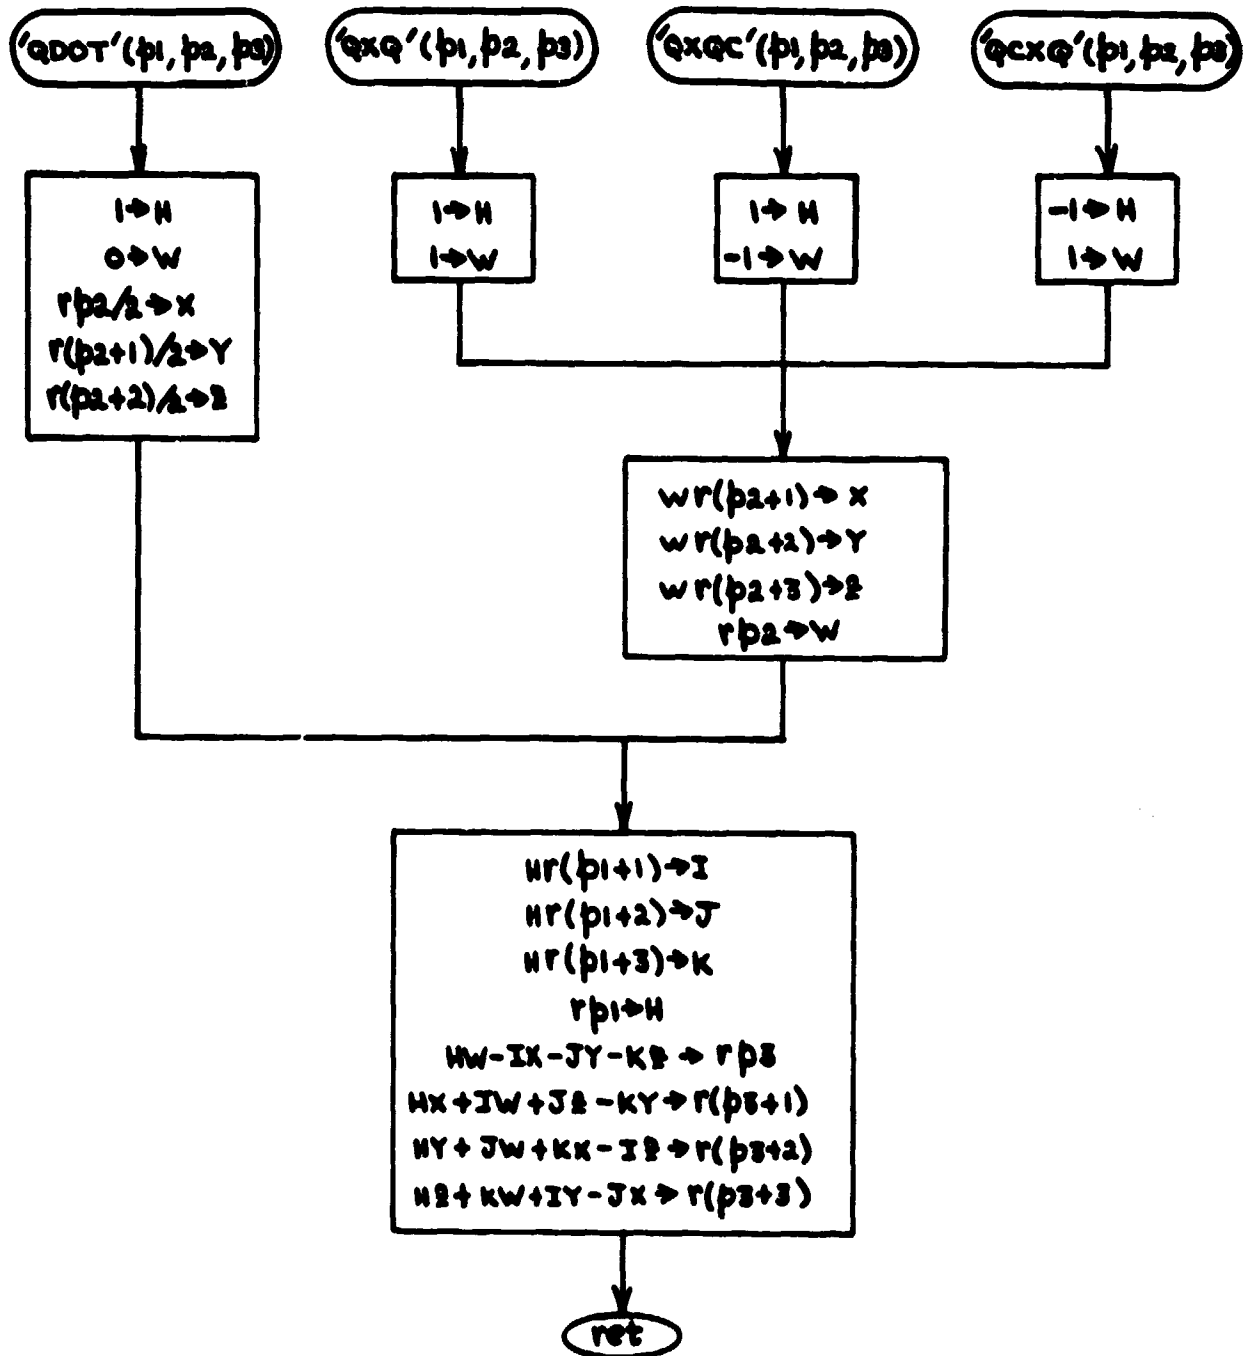 'QDOT'(p1, p2, p3)
'QXQ'(p1, p2, p3)
'QXQC'(p1, p2, p3)
'QCXQ'(p1, p2, p3)
1→H
0→W
rp2/2→X
r(p2+1)/2→Y
r(p2+2)/2→Z
1→H
1→W
1→H
-1→W
-1→H
1→W
Wr(p2+1)→X
Wr(p2+2)→Y
Wr(p2+3)→Z
rp2→W
Hr(p1+1)→I
Hr(p1+2)→J
Hr(p1+3)→K
rp1→H
HW-IX-JY-KZ→rp3
HX+IW+JZ-KY→r(p3+1)
HY+JW+KX-IZ→r(p3+2)
HZ+KW+IY-JX→r(p3+3)
ret